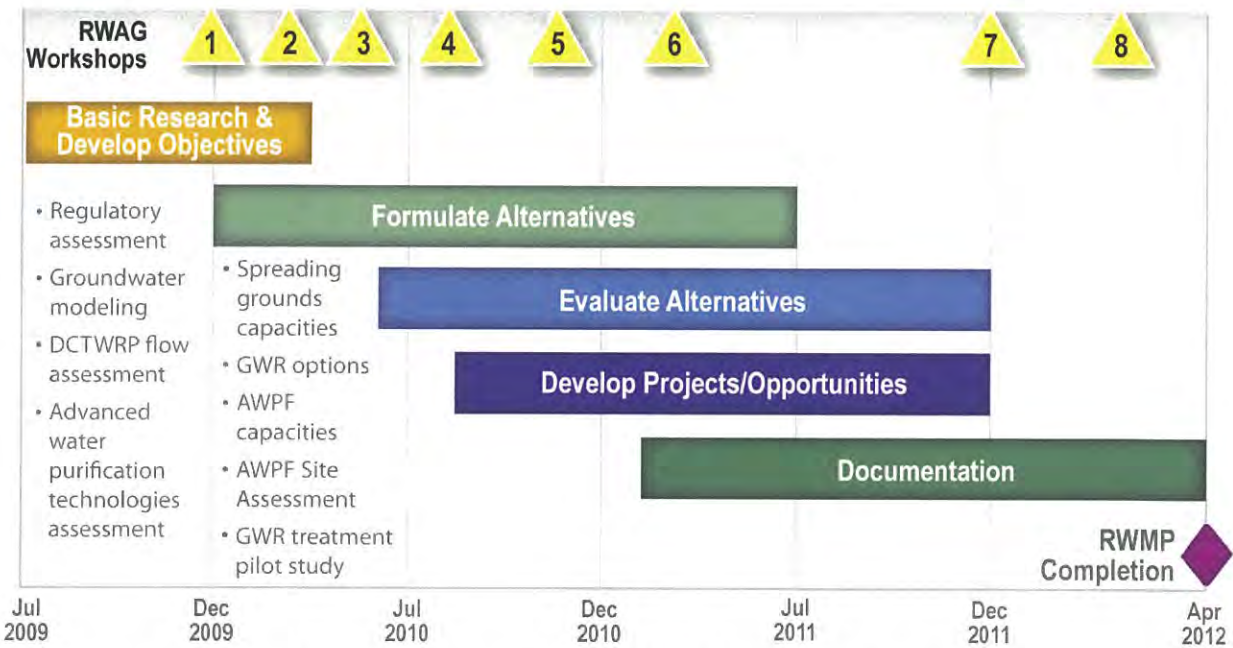 RWAG
Workshops
1
2
3
4
5
6
7
8
Basic Research &
Develop Objectives
• Regulatory
assessment
• Groundwater
modeling
• DCTWRP flow
assessment
• Advanced
water
purification
technologies
assessment
Formulate Alternatives
• Spreading
grounds
capacities
• GWR options
• AWPF
capacities
• AWPF Site
Assessment
• GWR treatment
pilot study
Evaluate Alternatives
Develop Projects/Opportunities
Documentation
RWMP
Completion
Jul
2009
Dec
2009
Jul
2010
Dec
2010
Jul
2011
Dec
2011
Apr
2012